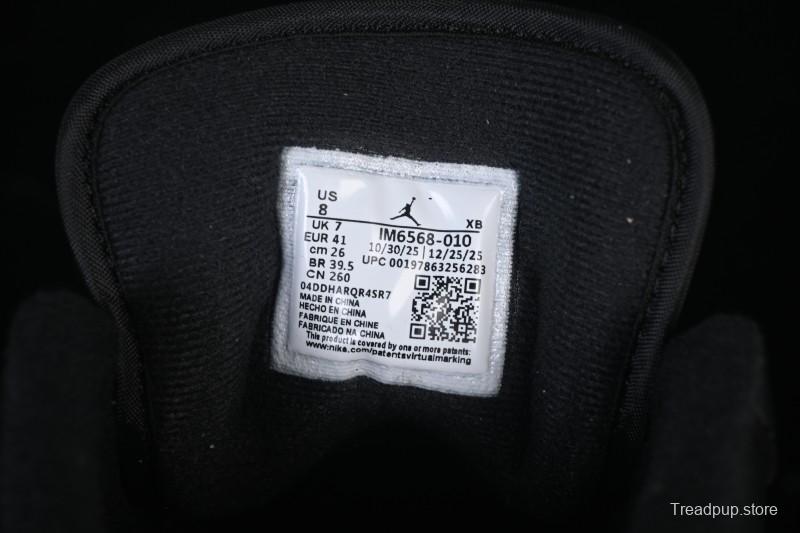 US
8
XB
UK 7
IM6568-010
EUR 41
10/30/25 | 12/25/25
cm 26
UPC 00197863256283
BR 39.5
CN 260
04DDHARQR4SR7
MADE IN CHINA
HECHO EN CHINA
FABRIQUE EN CHINE
FABRICADO NA CHINA
This product is covered by one or more patents:
www.nike.com/patentsvirtualmarking
Treadpup.store